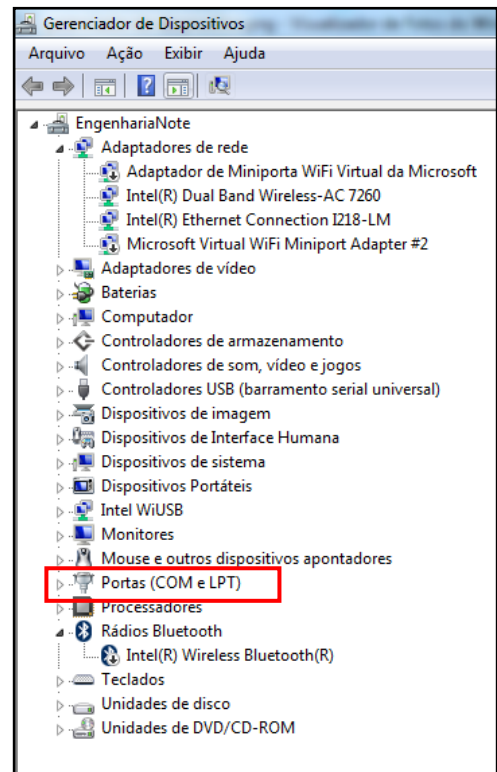 Gerenciador de Dispositivos
Arquivo Ação Exibir Ajuda
EngenhariaNote
Adaptadores de rede
Adaptador de Miniporta WiFi Virtual da Microsoft
Intel(R) Dual Band Wireless-AC 7260
Intel(R) Ethernet Connection I218-LM
Microsoft Virtual WiFi Miniport Adapter #2
Adaptadores de vídeo
Baterias
Computador
Controladores de armazenamento
Controladores de som, vídeo e jogos
Controladores USB (barramento serial universal)
Dispositivos de imagem
Dispositivos de Interface Humana
Dispositivos de sistema
Dispositivos Portáteis
Intel WiUSB
Monitores
Mouse e outros dispositivos apontadores
Portas (COM e LPT)
Processadores
Rádios Bluetooth
Intel(R) Wireless Bluetooth(R)
Teclados
Unidades de disco
Unidades de DVD/CD-ROM